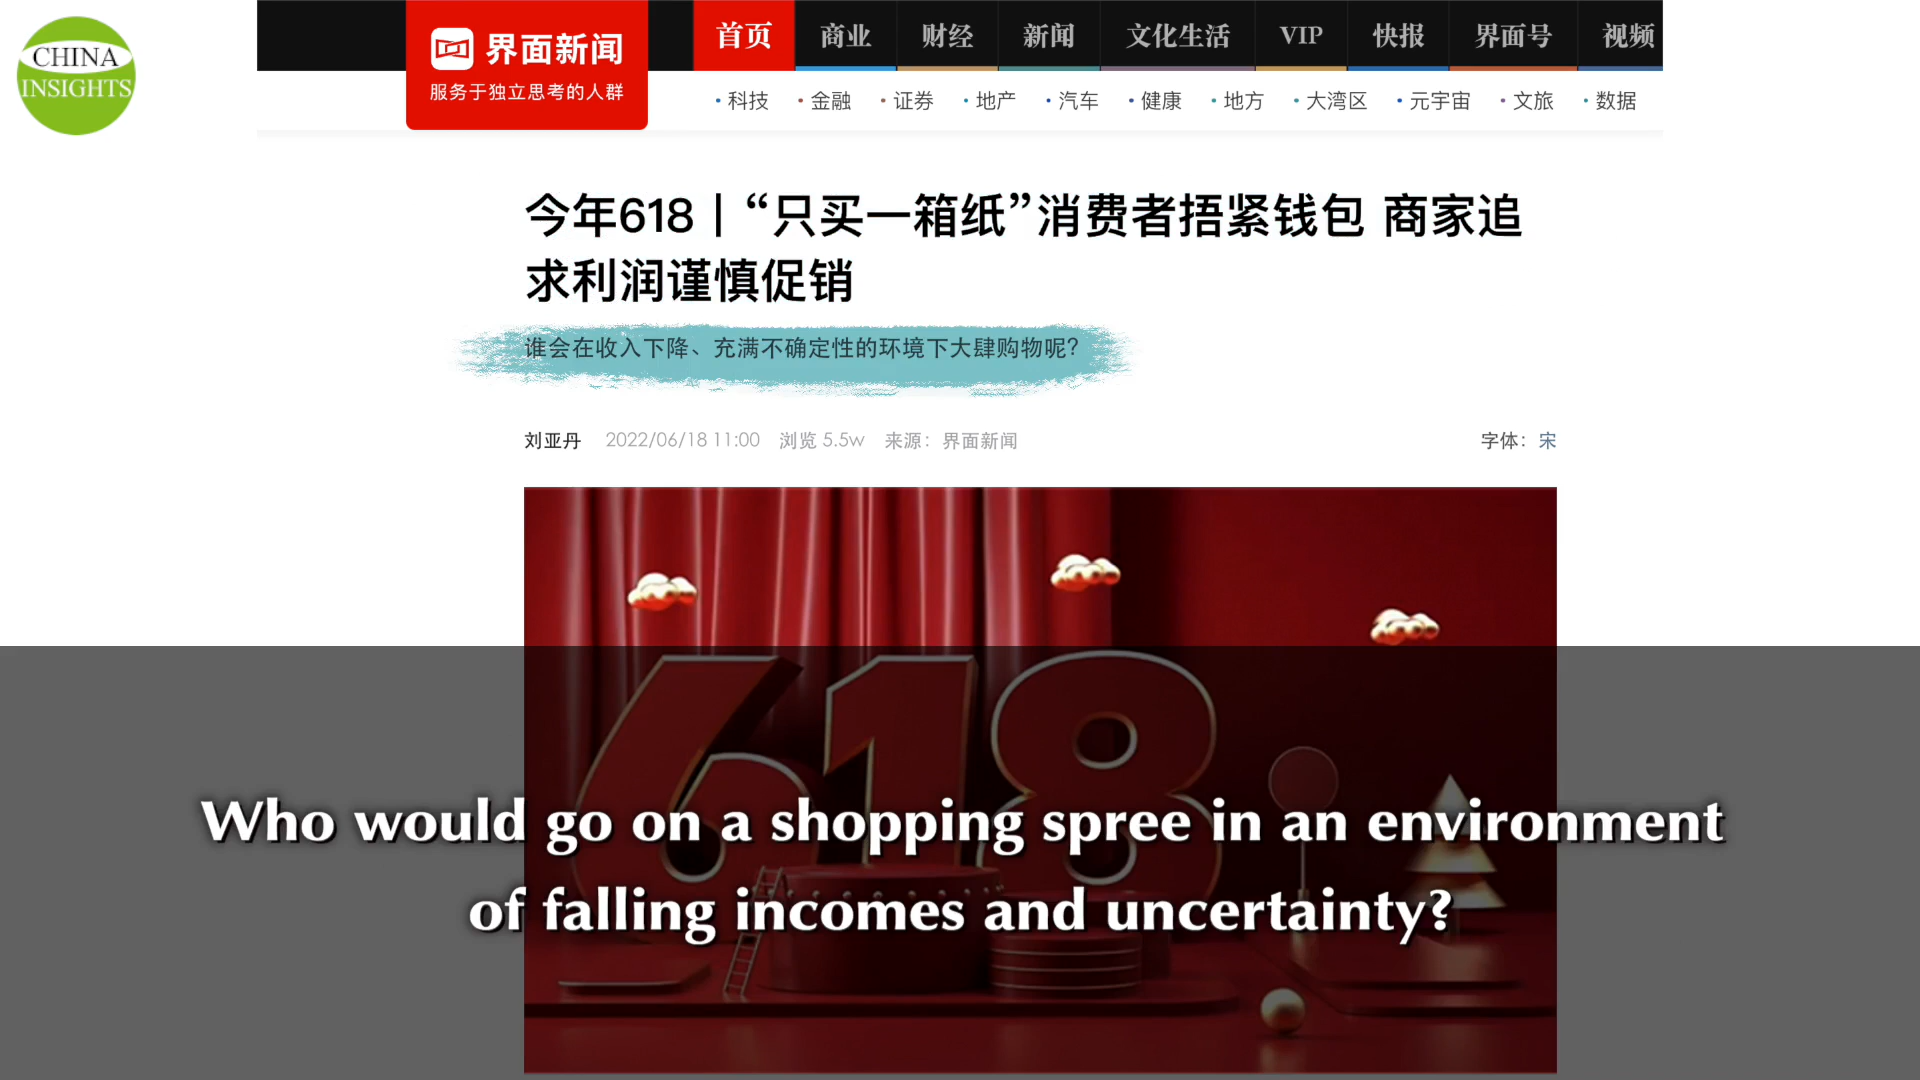 CHINA
INSIGHTS
界面新闻
服务于独立思考的人群
首页 商业 财经 新闻 文化生活 VIP 快报 界面号 视频
·科技 ·金融 ·证券 ·地产 ·汽车 ·健康 ·地方 ·大湾区 ·元宇宙 ·文旅 ·数据
今年618｜“只买一箱纸”消费者捂紧钱包 商家追
求利润谨慎促销
谁会在收入下降、充满不确定性的环境下大肆购物呢?
刘亚丹 2022/06/18 11:00 浏览 5.5w 来源：界面新闻 字体：宋
618
Who would go on a shopping spree in an environment
of falling incomes and uncertainty?